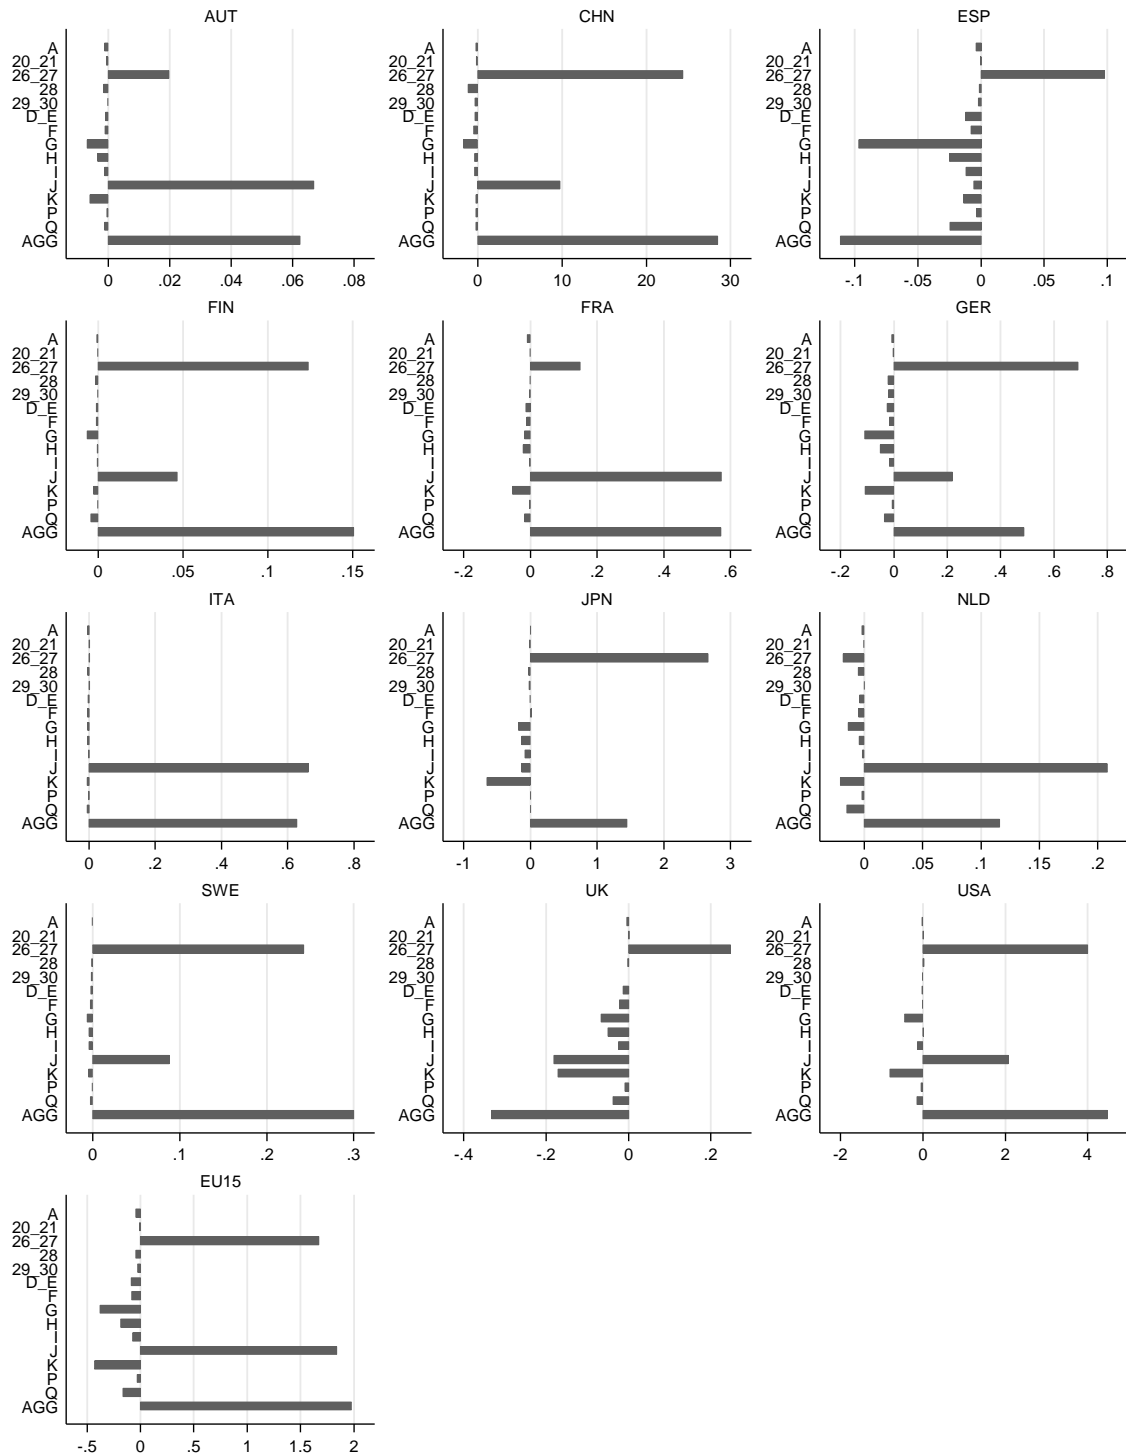 AUT
A
20_21
26_27
28
29_30
D_E
F
G
H
I
J
K
P
Q
AGG
0 .02 .04 .06 .08
CHN
A
20_21
26_27
28
29_30
D_E
F
G
H
I
J
K
P
Q
AGG
0 10 20 30
ESP
A
20_21
26_27
28
29_30
D_E
F
G
H
I
J
K
P
Q
AGG
-.1 -.05 0 .05 .1
FIN
A
20_21
26_27
28
29_30
D_E
F
G
H
I
J
K
P
Q
AGG
0 .05 .1 .15
FRA
A
20_21
26_27
28
29_30
D_E
F
G
H
I
J
K
P
Q
AGG
-.2 0 .2 .4 .6
GER
A
20_21
26_27
28
29_30
D_E
F
G
H
I
J
K
P
Q
AGG
-.2 0 .2 .4 .6 .8
ITA
A
20_21
26_27
28
29_30
D_E
F
G
H
I
J
K
P
Q
AGG
0 .2 .4 .6 .8
JPN
A
20_21
26_27
28
29_30
D_E
F
G
H
I
J
K
P
Q
AGG
-1 0 1 2 3
NLD
A
20_21
26_27
28
29_30
D_E
F
G
H
I
J
K
P
Q
AGG
0 .05 .1 .15 .2
SWE
A
20_21
26_27
28
29_30
D_E
F
G
H
I
J
K
P
Q
AGG
0 .1 .2 .3
UK
A
20_21
26_27
28
29_30
D_E
F
G
H
I
J
K
P
Q
AGG
-.4 -.2 0 .2
USA
A
20_21
26_27
28
29_30
D_E
F
G
H
I
J
K
P
Q
AGG
-2 0 2 4
EU15
A
20_21
26_27
28
29_30
D_E
F
G
H
I
J
K
P
Q
AGG
-.5 0 .5 1 1.5 2